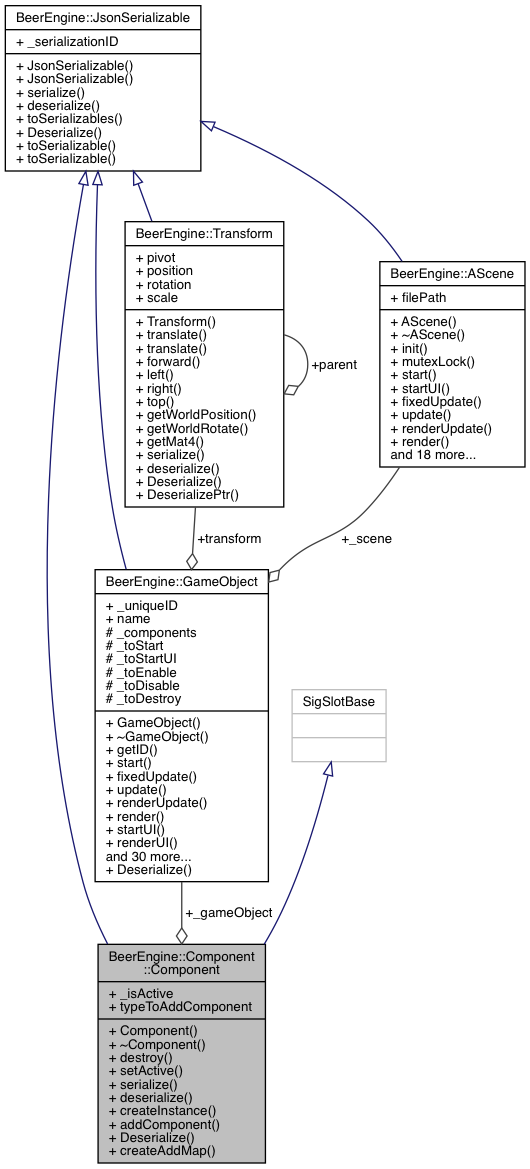 BeerEngine::JsonSerializable
+ _serializationID
+ JsonSerializable()
+ JsonSerializable()
+ serialize()
+ deserialize()
+ toSerializables()
+ Deserialize()
+ toSerializable()
+ toSerializable()
BeerEngine::Transform
+ pivot
+ position
+ rotation
+ scale
+ Transform()
+ translate()
+ translate()
+ forward()
+ left()
+ right()
+ top()
+ getWorldPosition()
+ getWorldRotate()
+ getMat4()
+ serialize()
+ deserialize()
+ Deserialize()
+ DeserializePtr()
+parent
BeerEngine::AScene
+ filePath
+ AScene()
+ ~AScene()
+ init()
+ mutexLock()
+ start()
+ startUI()
+ fixedUpdate()
+ update()
+ renderUpdate()
+ render()
and 18 more...
+transform
+_scene
BeerEngine::GameObject
+ _uniqueID
+ name
# _components
# _toStart
# _toStartUI
# _toEnable
# _toDisable
# _toDestroy
+ GameObject()
+ ~GameObject()
+ getID()
+ start()
+ fixedUpdate()
+ update()
+ renderUpdate()
+ render()
+ startUI()
+ renderUI()
and 30 more...
+ Deserialize()
SigSlotBase
+_gameObject
BeerEngine::Component
::Component
+ _isActive
+ typeToAddComponent
+ Component()
+ ~Component()
+ destroy()
+ setActive()
+ serialize()
+ deserialize()
+ createInstance()
+ addComponent()
+ Deserialize()
+ createAddMap()